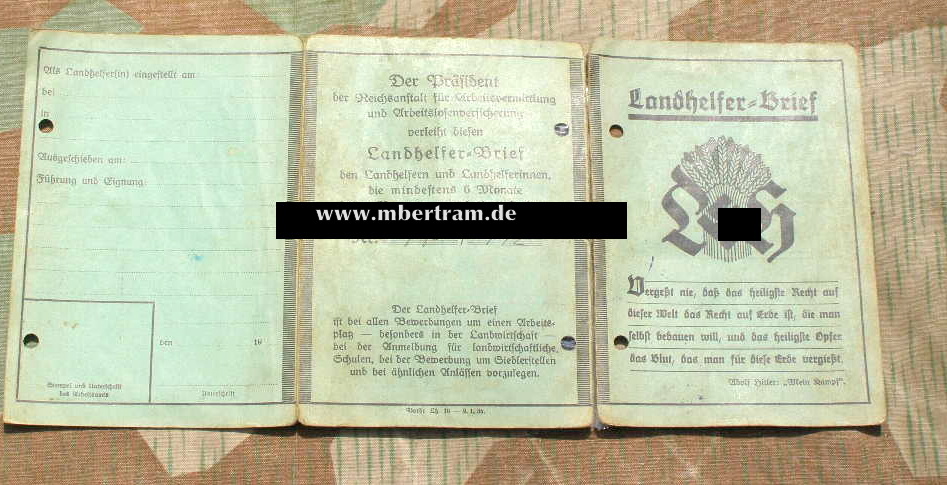 Als Landhelfer(in) eingestellt am
bei
in
Ausgeschieden am:
Führung und Eignung:
den 19
Stempel und Unterschrift
des Arbeitsamts
Unterschrift
Der Präsident
der Reichsanstalt für Arbeitsvermittlung
und Arbeitslosenversicherung
verleiht diesen
Landhelfer-Brief
den Landhelfern und Landhelferinnen,
die mindestens 6 Monate
www.mbertram.de
Nr.
Der Landhelfer-Brief
ist bei allen Bewerbungen um einen Arbeits-
platz — besonders in der Landwirtschaft —
bei der Anmeldung für landwirtschaftliche
Schulen, bei der Bewerbung um Siedlerstellen
und bei ähnlichen Anlässen vorzulegen.
Landhelfer-Brief
L H
Vergeßt nie, daß das heiligste Recht auf
dieser Welt das Recht auf Erde ist, die man
selbst bebauen will, und das heiligste Opfer
das Blut, das man für diese Erde vergießt.
Adolf Hitler: „Mein Kampf“.